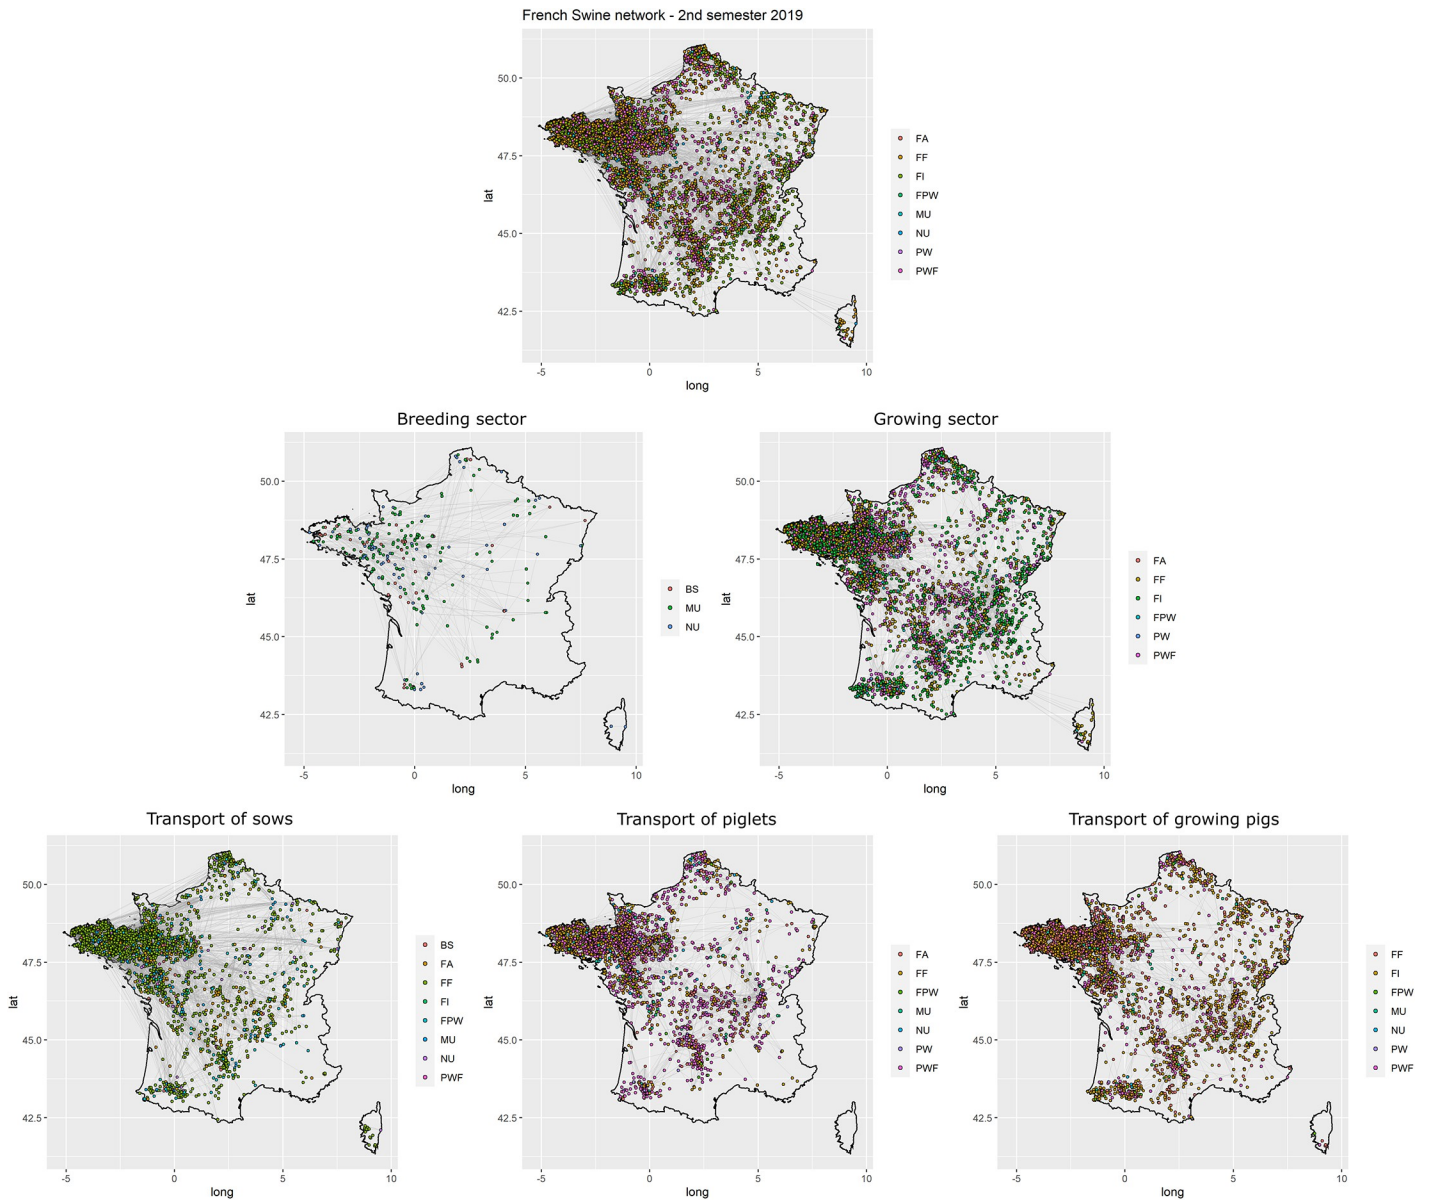 French Swine network - 2nd semester 2019
lat
50.0
47.5
45.0
42.5
-5 0 5 10
long
FA
FF
FI
FPW
MU
NU
PW
PWF
Breeding sector
lat
50.0
47.5
45.0
42.5
-5 0 5 10
long
BS
MU
NU
Growing sector
lat
50.0
47.5
45.0
42.5
-5 0 5 10
long
FA
FF
FI
FPW
PW
PWF
Transport of sows
lat
50.0
47.5
45.0
42.5
-5 0 5 10
long
BS
FA
FF
FI
FPW
MU
NU
PWF
Transport of piglets
lat
50.0
47.5
45.0
42.5
-5 0 5 10
long
FA
FF
FPW
MU
NU
PW
PWF
Transport of growing pigs
lat
50.0
47.5
45.0
42.5
-5 0 5 10
long
FF
FI
FPW
MU
NU
PW
PWF